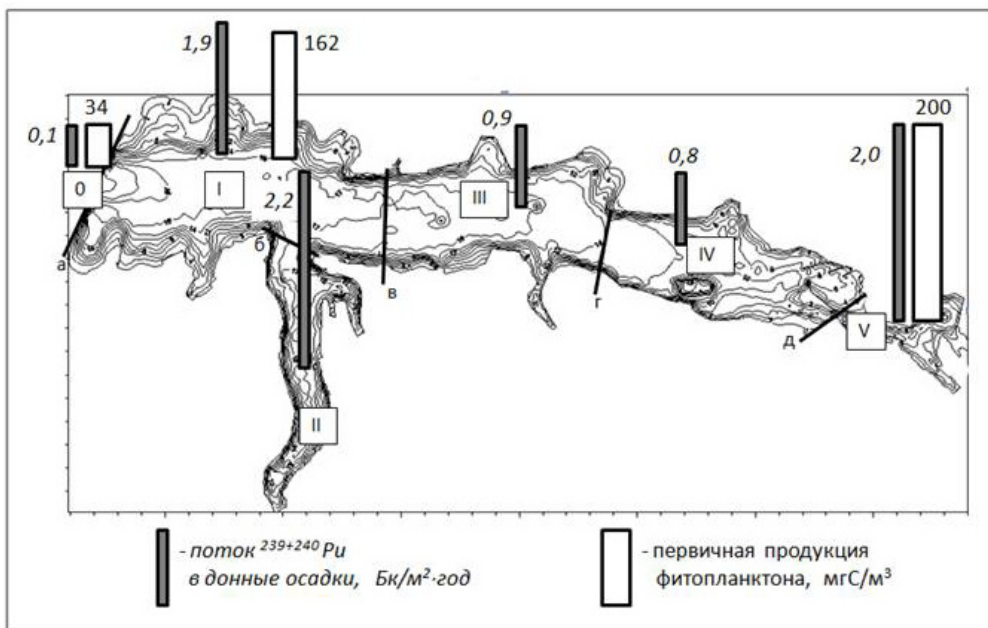 1,9
162
34
0,9
200
0,1
0,8
2,0
0
I
2,2
III
б
IV
а
в
г
д
V
II
- поток ²³⁹⁺²⁴⁰ Pu
в донные осадки, Бк/м²·год
- первичная продукция
фитопланктона, мгС/м³